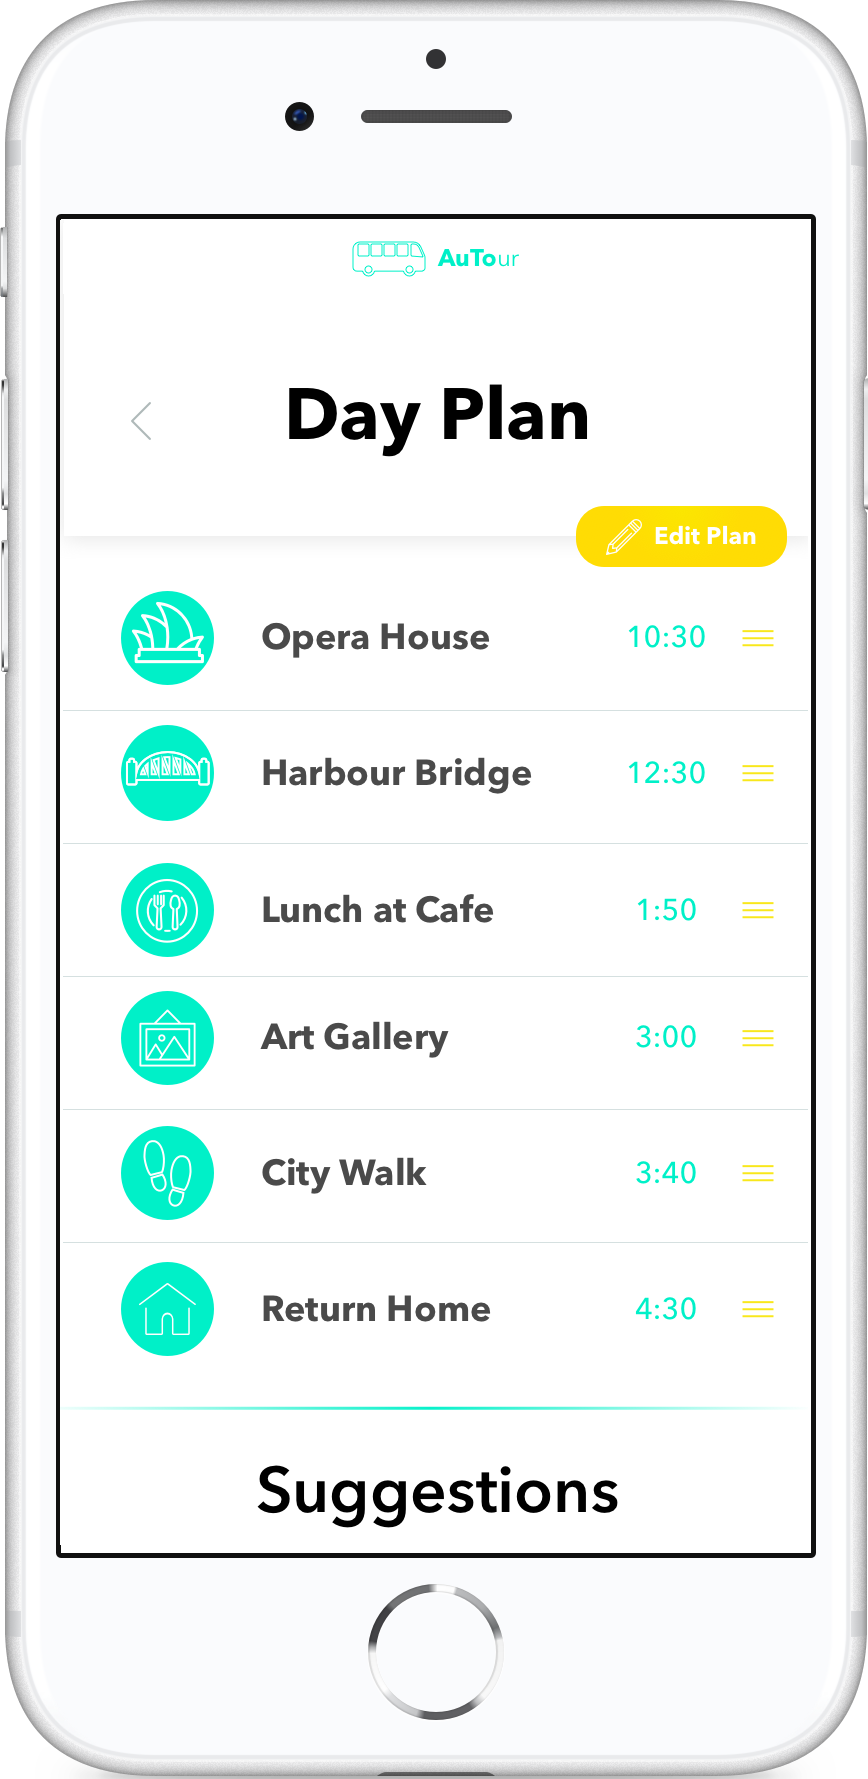 AuTour
Day Plan
Edit Plan
Opera House 10:30
Harbour Bridge 12:30
Lunch at Cafe 1:50
Art Gallery 3:00
City Walk 3:40
Return Home 4:30
Suggestions